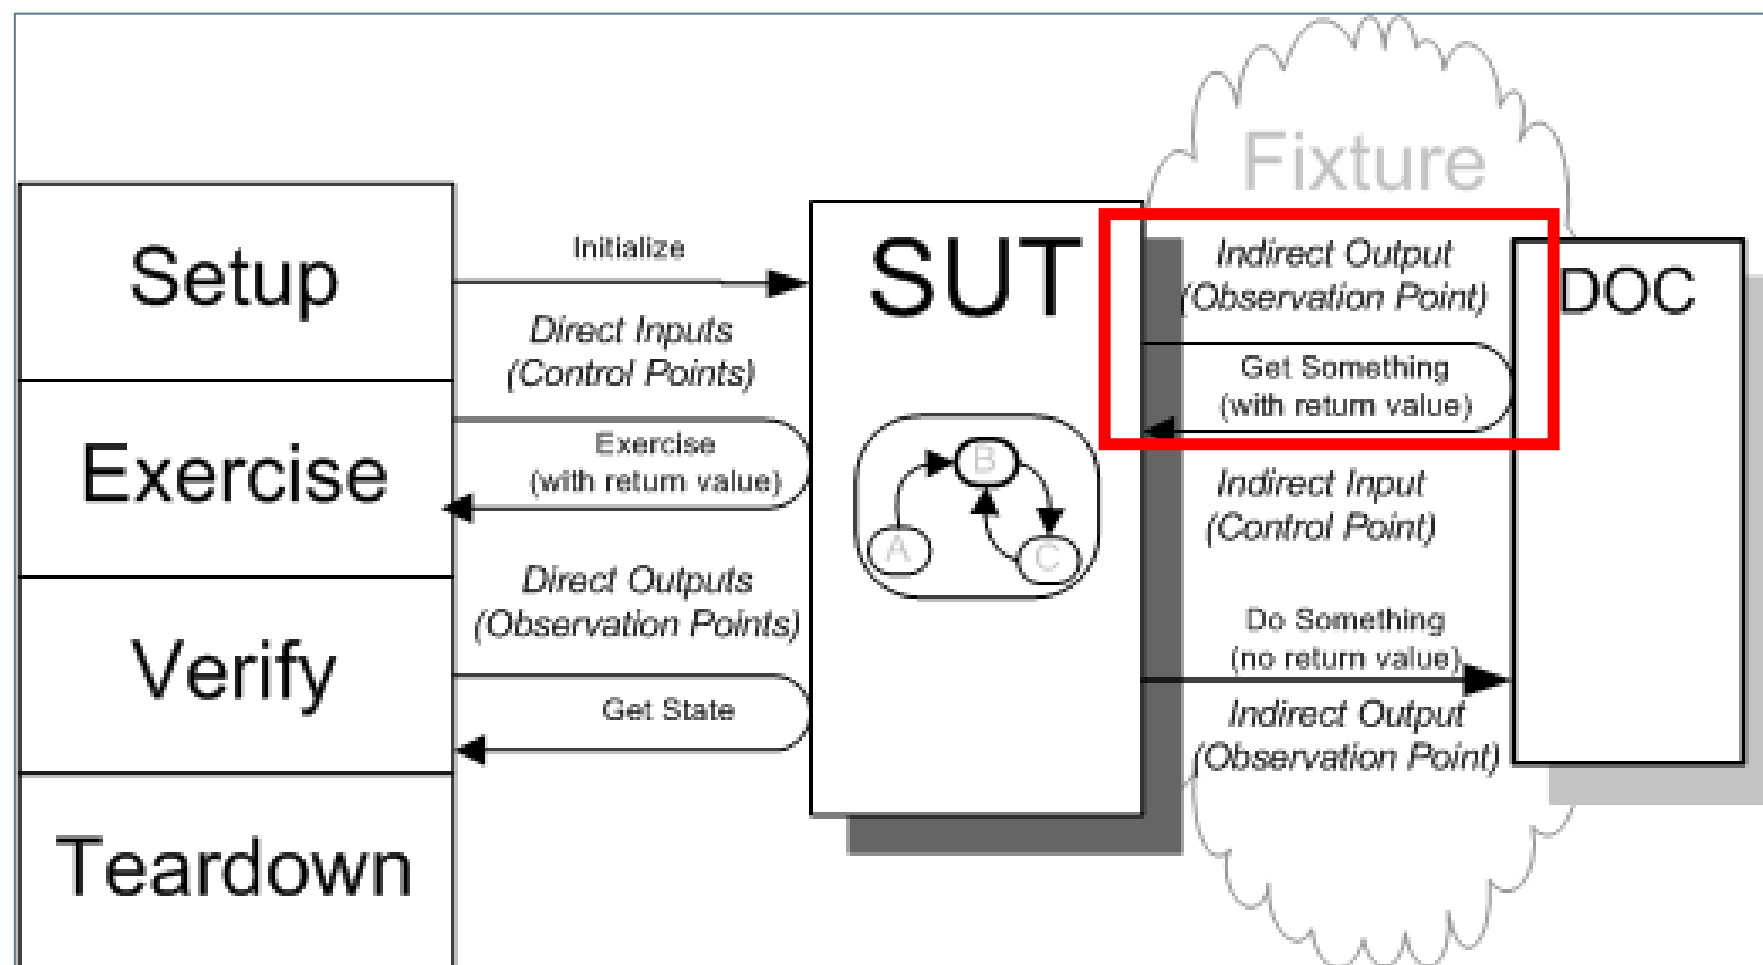 Fixture
Setup
Exercise
Verify
Teardown
Initialize
Direct Inputs
(Control Points)
Exercise
(with return value)
Direct Outputs
(Observation Points)
Get State
SUT
B
A
C
Indirect Output
(Observation Point)
Get Something
(with return value)
Indirect Input
(Control Point)
Do Something
(no return value)
Indirect Output
(Observation Point)
DOC